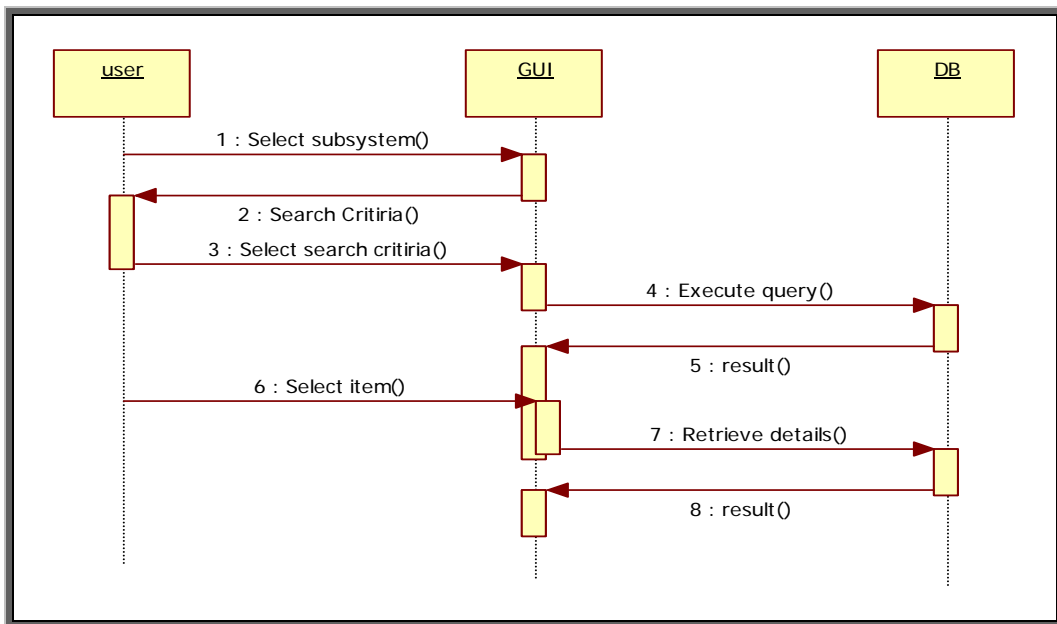 user
GUI
DB
1 : Select subsystem()
2 : Search Critiria()
3 : Select search critiria()
4 : Execute query()
5 : result()
6 : Select item()
7 : Retrieve details()
8 : result()